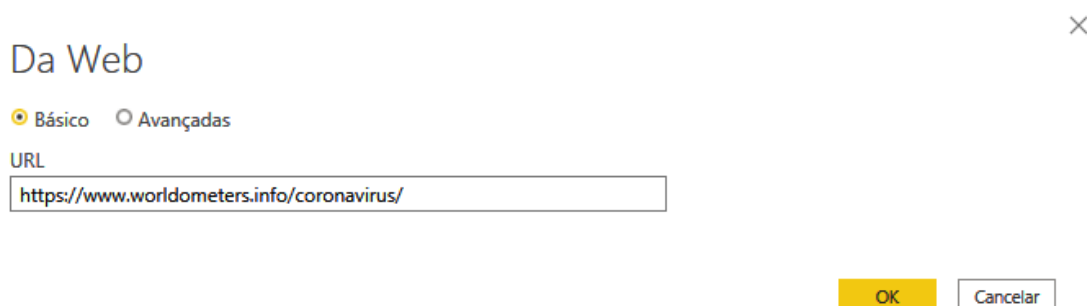 Da Web
Básico Avançadas
URL
https://www.worldometers.info/coronavirus/
OK Cancelar